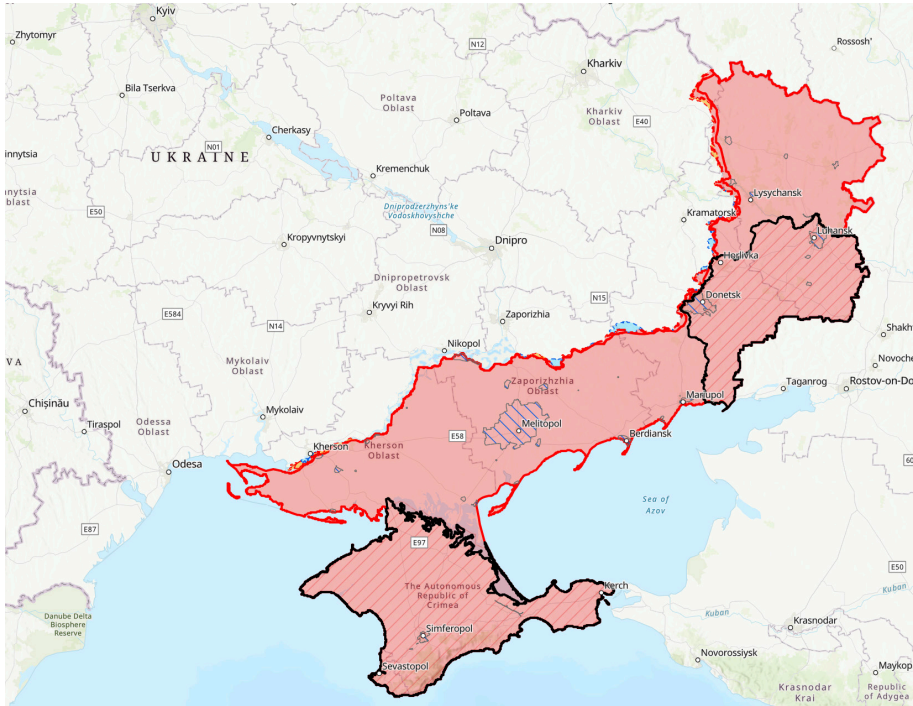 Kyiv
Zhytomyr
N12
Rossosh'
Kharkiv
Bila Tserkva
Poltava
Oblast
Poltava
Kharkiv
Oblast
E40
Cherkasy
N01
innytsia
UKRAINE
Kremenchuk
nnytsia
blast
Lysychansk
E50
Dniprodzerzhyns'ke
Vodoskhovyshche
Kramatorsk
N08
Luhansk
Kropyvnytskyi
Dnipro
Horlivka
Dnipropetrovsk
Oblast
N15
Donetsk
E584
Kryvyi Rih
Zaporizhia
N14
Shakh
Nikopol
VA
Mykolaiv
Oblast
Novoche
Zaporizhzhia
Oblast
Taganrog
Rostov-on-Do
Chișinău
Mariupol
Mykolaiv
Tiraspol
Odessa
Oblast
Melitopol
E58
Berdiansk
Kherson
Kherson
Oblast
60
Odesa
Sea of
Azov
E87
E97
E50
The Autonomous
Republic of
Crimea
Kerch
Kuban
Kuban
Danube Delta
Biosphere
Reserve
Krasnodar
Simferopol
Novorossiysk
Sevastopol
Maykop
Krasnodar
Krai
Republic
of Adygea